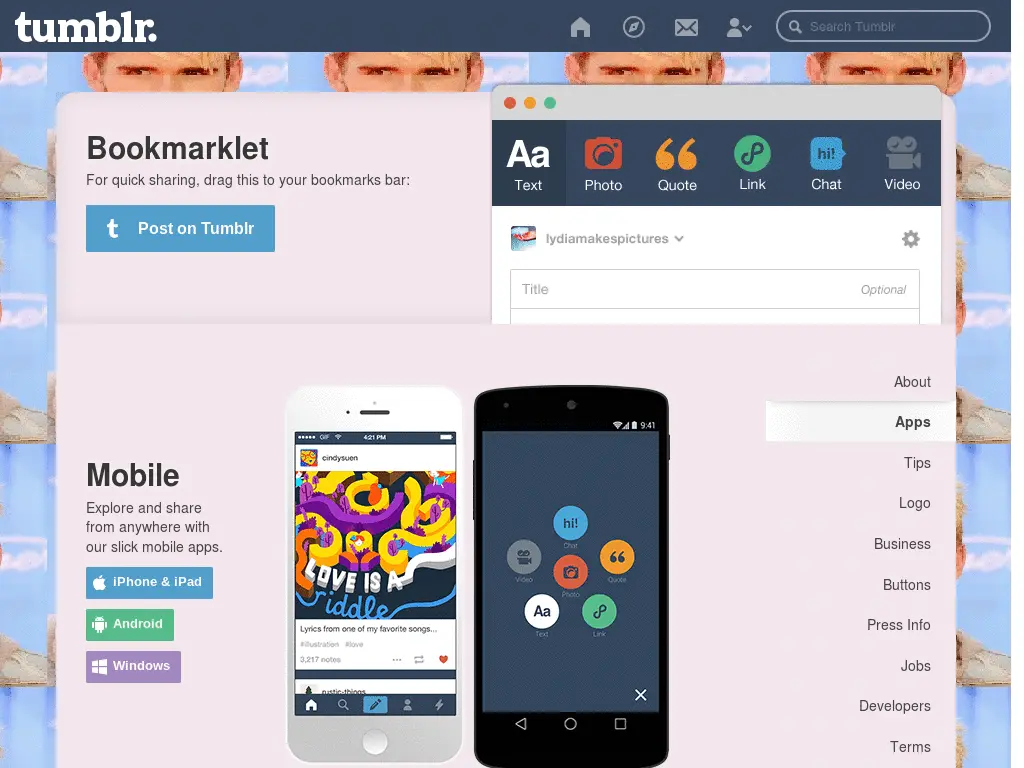 tumblr.
Search Tumblr
Bookmarklet
For quick sharing, drag this to your bookmarks bar:
t Post on Tumblr
Aa
hi!
Text Photo Quote Link Chat Video
lydiamakespictures
Title Optional
About
Apps
Tips
Logo
Business
Buttons
Press Info
Jobs
Developers
Terms
Mobile
Explore and share
from anywhere with
our slick mobile apps.
iPhone & iPad
Android
Windows
GIF 4:21 PM
cindysuen
LOVE IS A
riddle
Lyrics from one of my favorite songs...
#illustration #love
3,217 notes
rustic-things
9:41
hi!
Chat
Video
Quote
Photo
Aa
Text
Link